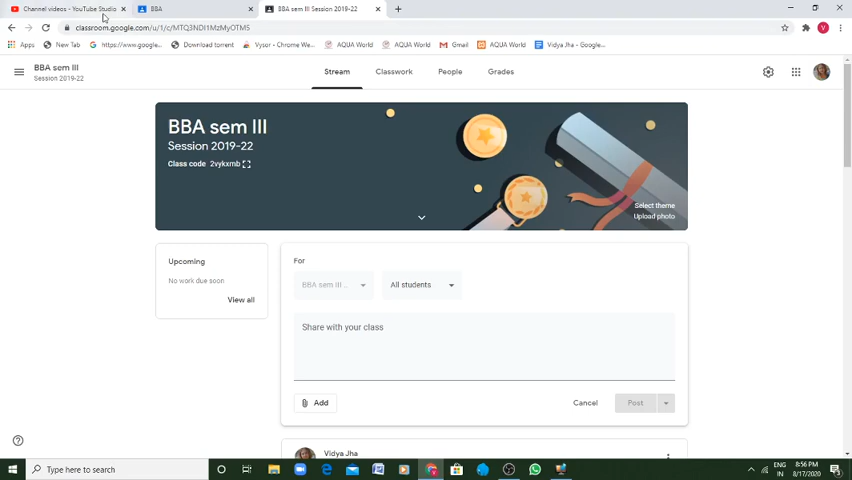 Channel videos - YouTube Studio
BBA
BBA sem III Session 2019-22
classroom.google.com/u/1/c/MTQ3NDI1MzMyOTM5
Apps
New Tab
https://www.google...
Download torrent
Vysor - Chrome We...
AQUA World
AQUA World
Gmail
AQUA World
Vidya Jha - Google...
BBA sem III
Session 2019-22
Stream
Classwork
People
Grades
BBA sem III
Session 2019-22
Class code 2vykxmb
Select theme
Upload photo
Upcoming
No work due soon
View all
For
BBA sem III ..
All students
Share with your class
Add
Cancel
Post
Vidya Jha
Type here to search
ENG
IN
8:56 PM
8/17/2020